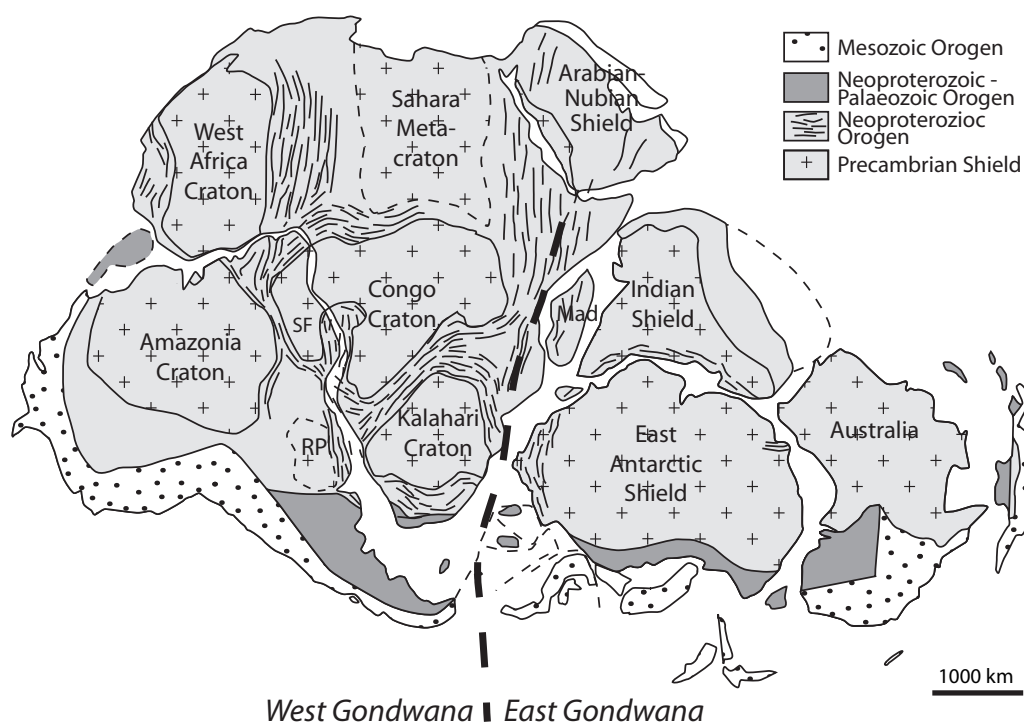 Mesozoic Orogen
Neoproterozoic -
Palaeozoic Orogen
Neoproterozioc
Orogen
Precambrian Shield
Arabian-
Nubian
Shield
Sahara
Meta-
craton
West
Africa
Craton
Congo
Craton
SF
Mad
Indian
Shield
Amazonia
Craton
RP
Kalahari
Craton
East
Antarctic
Shield
Australia
1000 km
West Gondwana
East Gondwana